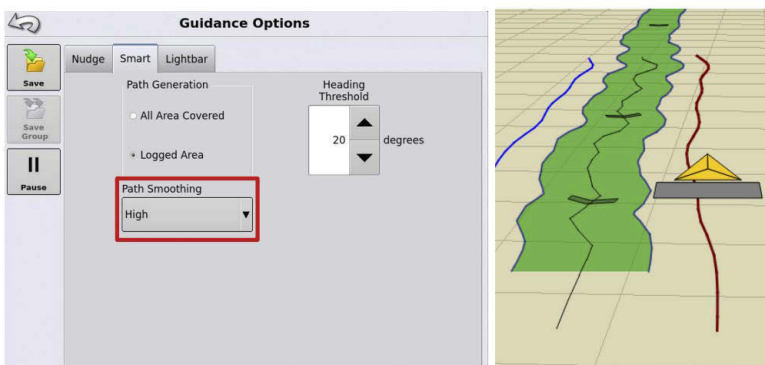 Guidance Options
Save
Save
Group
Pause
Nudge Smart Lightbar
Path Generation
All Area Covered
Logged Area
Path Smoothing
High
Heading
Threshold
20 degrees